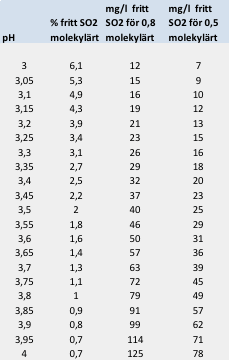 mg/l fritt mg/l fritt
% fritt SO2 SO2 för 0,8 SO2 för 0,5
pH molekylärt molekylärt molekylärt
3 6,1 12 7
3,05 5,3 15 9
3,1 4,9 16 10
3,15 4,3 19 12
3,2 3,9 21 13
3,25 3,4 23 15
3,3 3,1 26 16
3,35 2,7 29 18
3,4 2,5 32 20
3,45 2,2 37 23
3,5 2 40 25
3,55 1,8 46 29
3,6 1,6 50 31
3,65 1,4 57 36
3,7 1,3 63 39
3,75 1,1 72 45
3,8 1 79 49
3,85 0,9 91 57
3,9 0,8 99 62
3,95 0,7 114 71
4 0,7 125 78